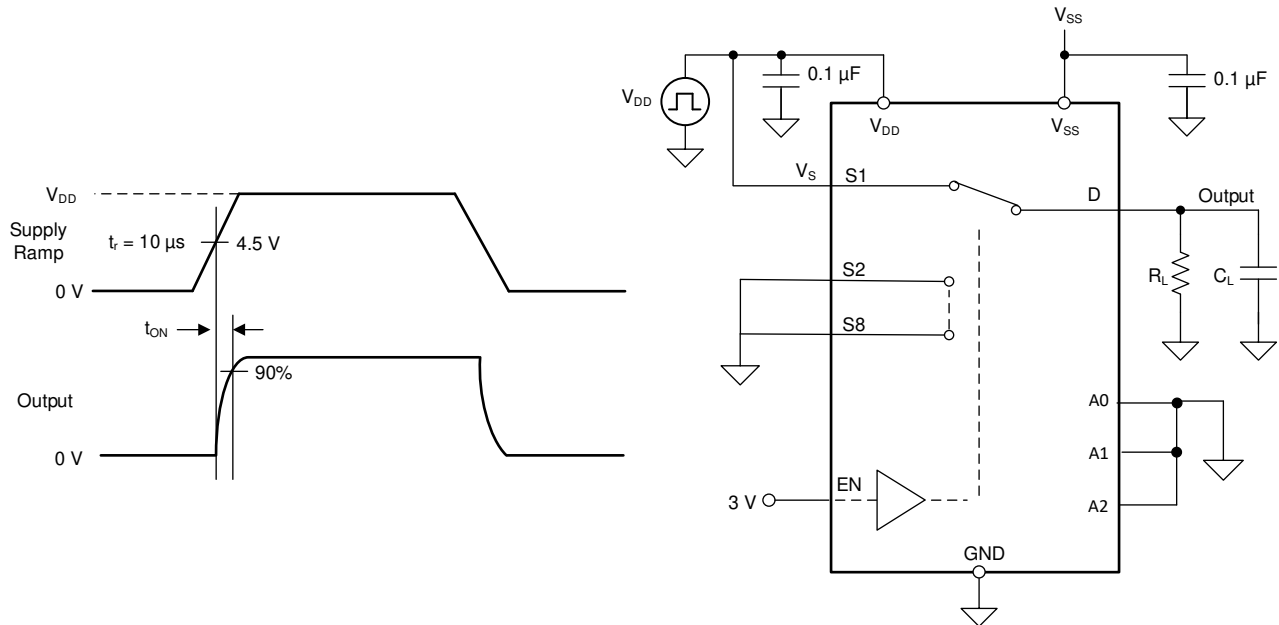 V_DD
Supply
Ramp
t_r = 10 µs
4.5 V
0 V
t_ON
90%
Output
0 V
V_SS
0.1 µF
0.1 µF
V_DD
V_DD
V_SS
V_S
S1
D
Output
S2
S8
R_L
C_L
A0
A1
A2
EN
3 V
GND